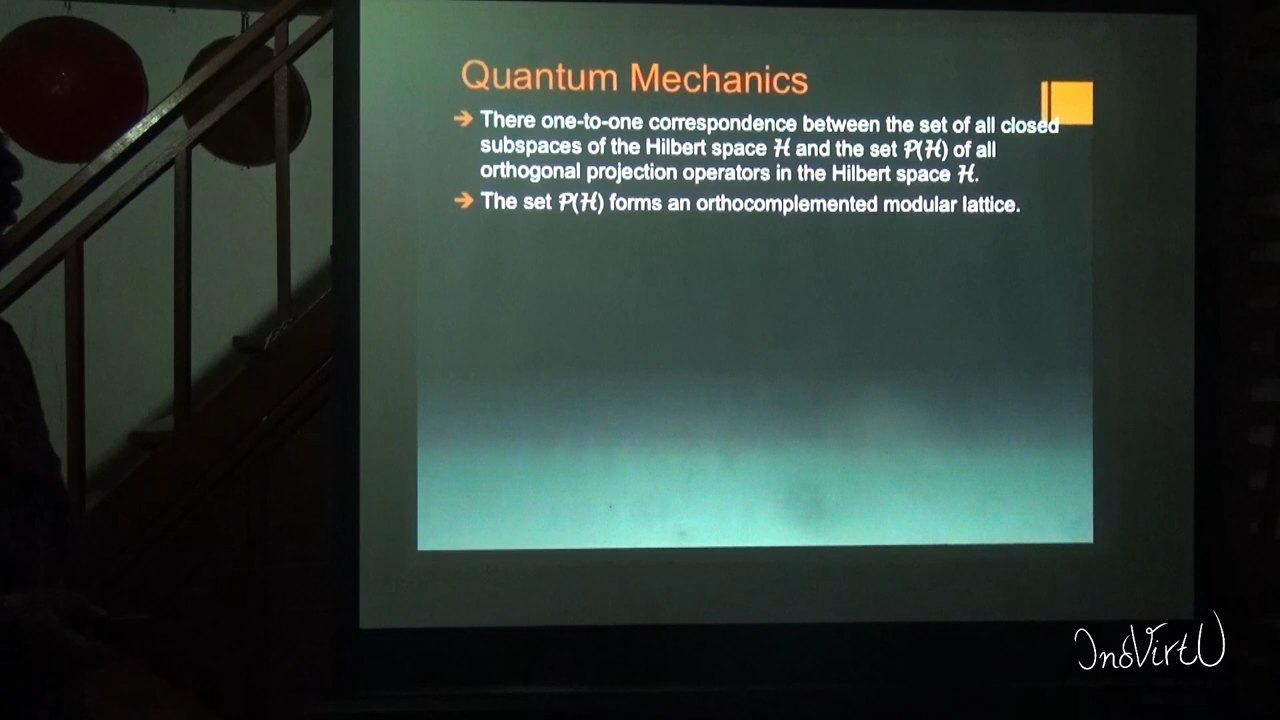 Quantum Mechanics
➔ There one-to-one correspondence between the set of all closed
subspaces of the Hilbert space ℋ and the set 𝒫(ℋ) of all
orthogonal projection operators in the Hilbert space ℋ.
➔ The set 𝒫(ℋ) forms an orthocomplemented modular lattice.
InoVirtU